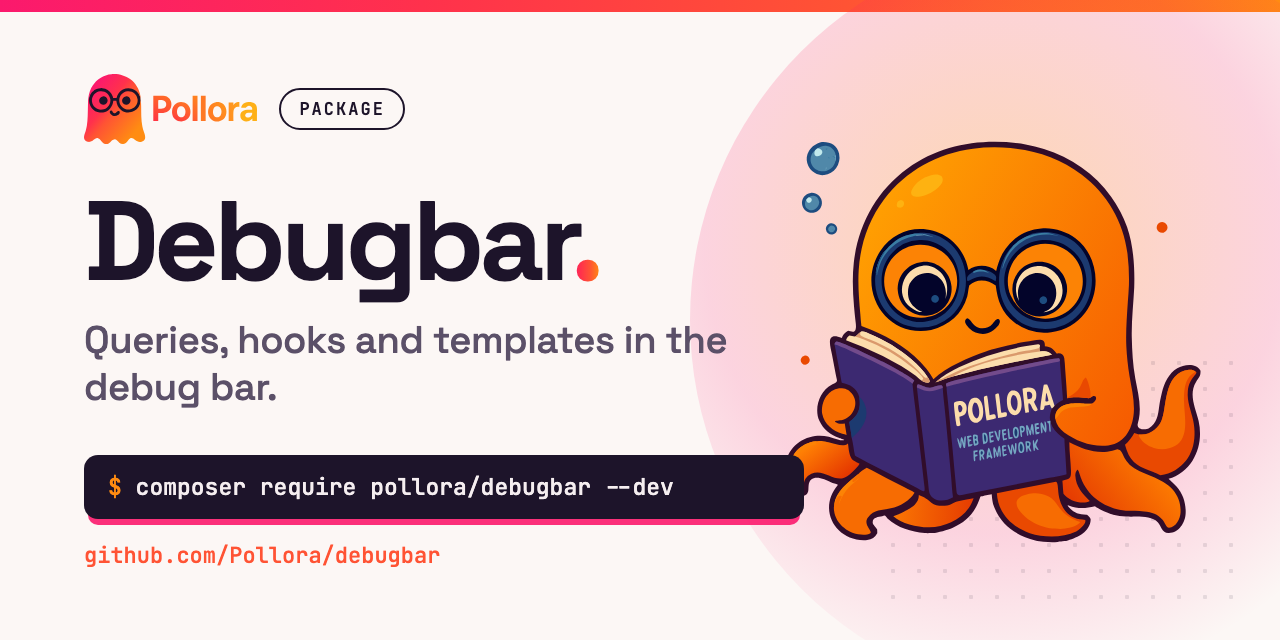 Pollora
PACKAGE
Debugbar.
Queries, hooks and templates in the
debug bar.
$ composer require pollora/debugbar --dev
github.com/Pollora/debugbar
POLLORA
WEB DEVELOPMENT
FRAMEWORK